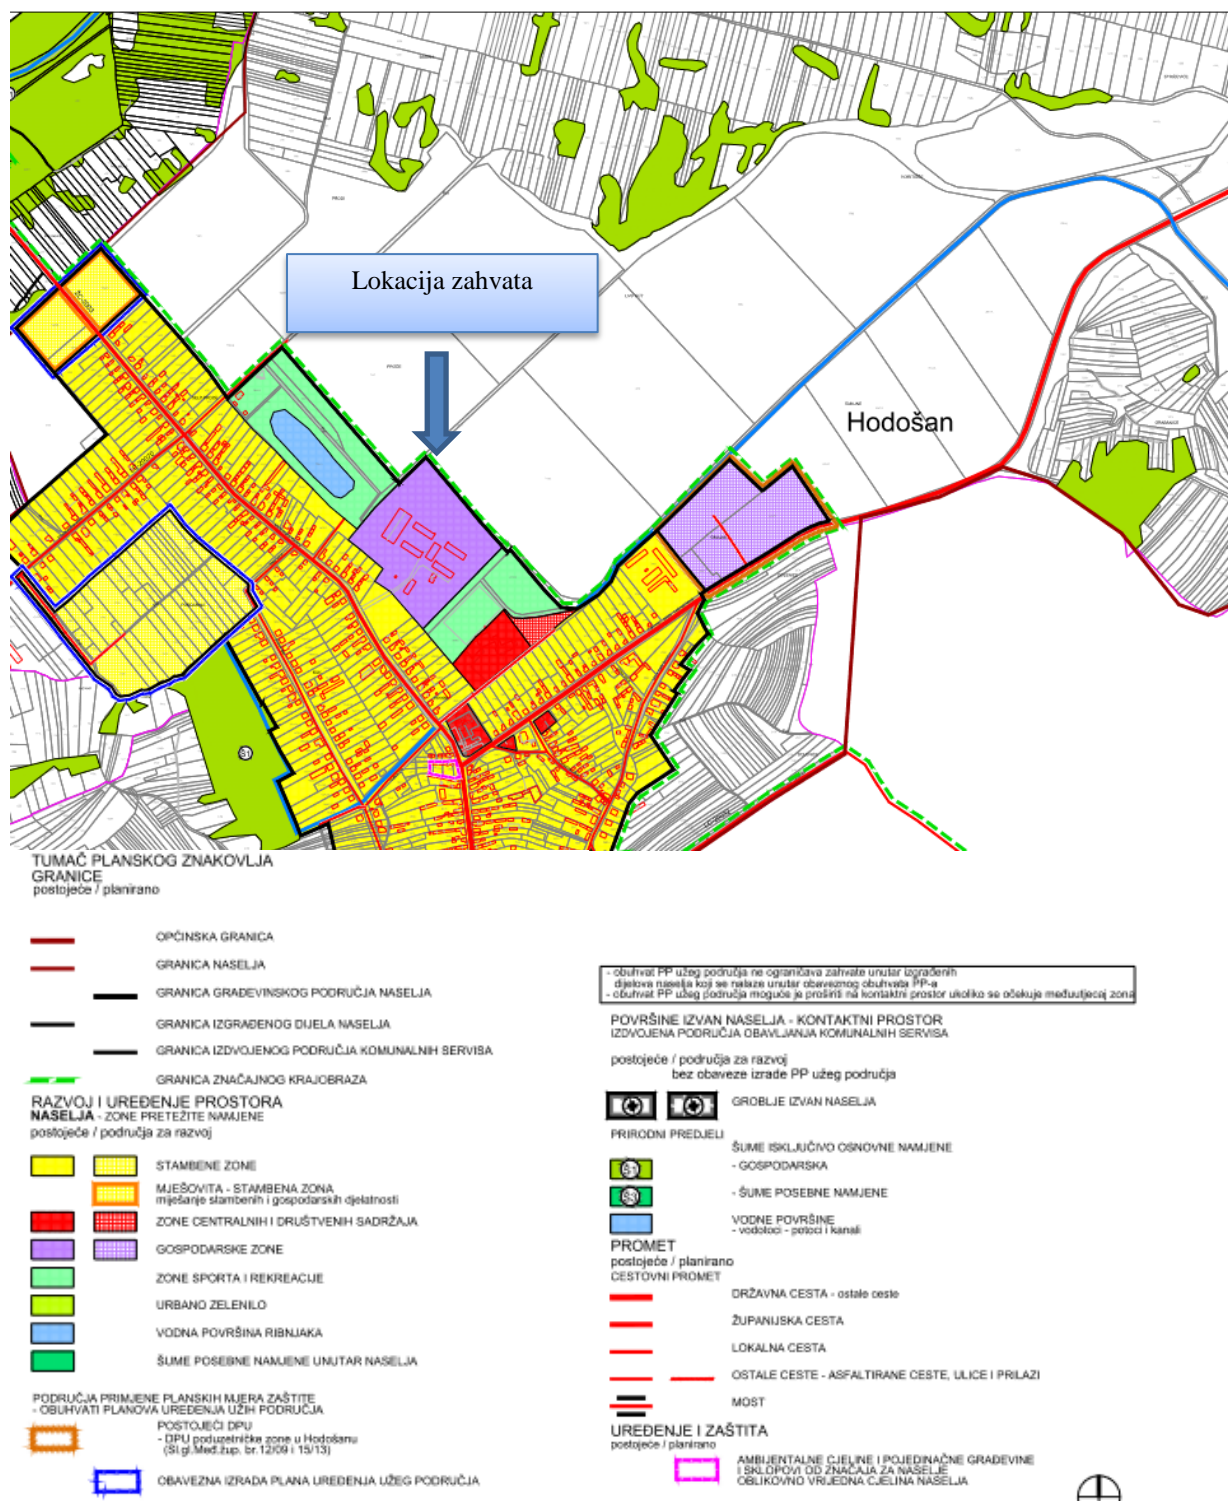 Lokacija zahvata
Hodošan
Š1
TUMAČ PLANSKOG ZNAKOVLJA
GRANICE
postojeće / planirano
OPĆINSKA GRANICA
GRANICA NASELJA
GRANICA GRAĐEVINSKOG PODRUČJA NASELJA
GRANICA IZGRAĐENOG DIJELA NASELJA
GRANICA IZDVOJENOG PODRUČJA KOMUNALNIH SERVISA
GRANICA ZNAČAJNOG KRAJOBRAZA
RAZVOJ I UREĐENJE PROSTORA
NASELJA - ZONE PRETEŽITE NAMJENE
postojeće / područja za razvoj
STAMBENE ZONE
MJEŠOVITA - STAMBENA ZONA
miješanje stambenih i gospodarskih djelatnosti
ZONE CENTRALNIH I DRUŠTVENIH SADRŽAJA
GOSPODARSKE ZONE
ZONE SPORTA I REKREACIJE
URBANO ZELENILO
VODNA POVRŠINA RIBNJAKA
ŠUME POSEBNE NAMJENE UNUTAR NASELJA
PODRUČJA PRIMJENE PLANSKIH MJERA ZAŠTITE
- OBUHVATI PLANOVA UREĐENJA UŽIH PODRUČJA
POSTOJEĆI DPU
- DPU poduzetničke zone u Hodošanu
(Sl.gl.Međ.žup. br.12/09 i 15/13)
OBAVEZNA IZRADA PLANA UREĐENJA UŽEG PODRUČJA
- obuhvat PP užeg područja ne ograničava zahvate unutar izgrađenih
dijelova naselja koji se nalaze unutar obaveznog obuhvata PP-a
- obuhvat PP užeg područja moguće je proširiti na kontaktni prostor ukoliko se očekuje međuutjecaj zona
POVRŠINE IZVAN NASELJA - KONTAKTNI PROSTOR
IZDVOJENA PODRUČJA OBAVLJANJA KOMUNALNIH SERVISA
postojeće / područja za razvoj
bez obaveze izrade PP užeg područja
GROBLJE IZVAN NASELJA
PRIRODNI PREDJELI
ŠUME ISKLJUČIVO OSNOVNE NAMJENE
Š1 - GOSPODARSKA
Š3 - ŠUME POSEBNE NAMJENE
VODNE POVRŠINE
- vodotoci - potoci i kanali
PROMET
postojeće / planirano
CESTOVNI PROMET
DRŽAVNA CESTA - ostale ceste
ŽUPANIJSKA CESTA
LOKALNA CESTA
OSTALE CESTE - ASFALTIRANE CESTE, ULICE I PRILAZI
MOST
UREĐENJE I ZAŠTITA
postojeće / planirano
AMBIJENTALNE CJELINE I POJEDINAČNE GRAĐEVINE
I SKLOPOVI OD ZNAČAJA ZA NASELJE
OBLIKOVNO VRIJEDNA CJELINA NASELJA